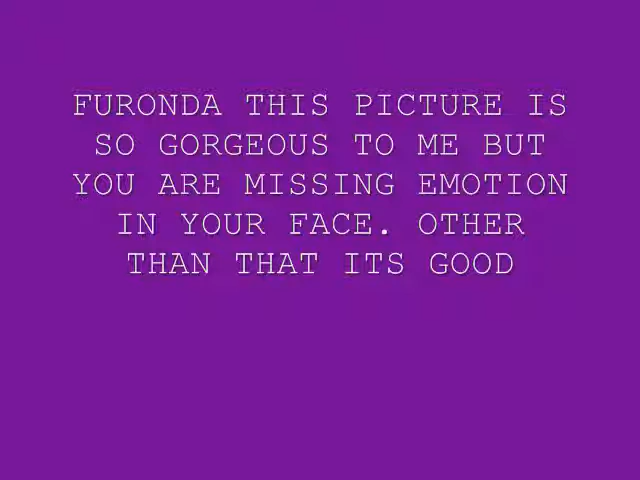 FURONDA THIS PICTURE IS
SO GORGEOUS TO ME BUT
YOU ARE MISSING EMOTION
IN YOUR FACE. OTHER
THAN THAT ITS GOOD